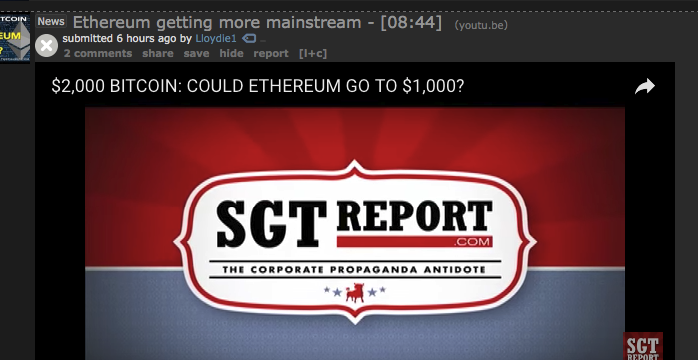 TCOIN
EUM
?
News Ethereum getting more mainstream - [08:44] (youtu.be)
submitted 6 hours ago by Lloydie1
2 comments share save hide report [l+c]
$2,000 BITCOIN: COULD ETHEREUM GO TO $1,000?
SGT REPORT
.COM
THE CORPORATE PROPAGANDA ANTIDOTE
SGT
REPORT